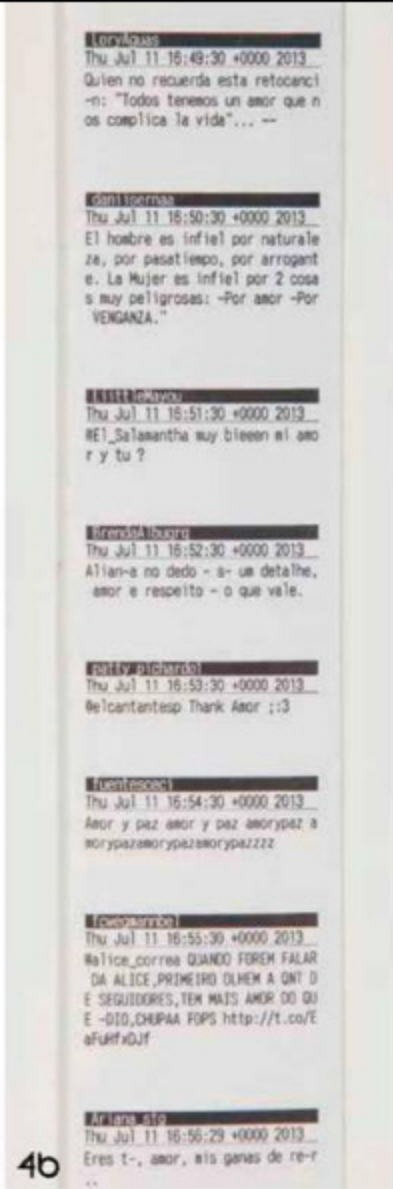 LoryAguas
Thu Jul 11 16:49:30 +0000 2013
Quien no recuerda esta retocanci
-n: "Todos tenemos un amor que n
os complica la vida"... --
danlisernaa
Thu Jul 11 16:50:30 +0000 2013
El hombre es infiel por naturale
za, por pasatiempo, por arrogant
e. La Mujer es infiel por 2 cosa
s muy peligrosas: -Por amor -Por
VENGANZA."
LiittleMayou
Thu Jul 11 16:51:30 +0000 2013
@El_Salamantha muy bieeen mi amo
r y tu ?
BrendaAlbuqrq
Thu Jul 11 16:52:30 +0000 2013
Alian-a no dedo - s- um detalhe,
amor e respeito - o que vale.
patty_pichardo1
Thu Jul 11 16:53:30 +0000 2013
@elcantantesp Thank Amor ;:3
fuentesceci
Thu Jul 11 16:54:30 +0000 2013
Amor y paz amor y paz amorypaz a
morypazamorypazamorypazzzz
Thu Jul 11 16:55:30 +0000 2013
@alice_correa QUANDO FOREM FALAR
DA ALICE,PRIMEIRO OLHEM A QNT D
E SEGUIDORES,TEM MAIS AMOR DO QU
E -DIO,CHUPAA FOPS http://t.co/E
aFuHfxDJf
Ariana_stg
Thu Jul 11 16:56:29 +0000 2013
Eres t-, amor, mis ganas de re-r
..
4b